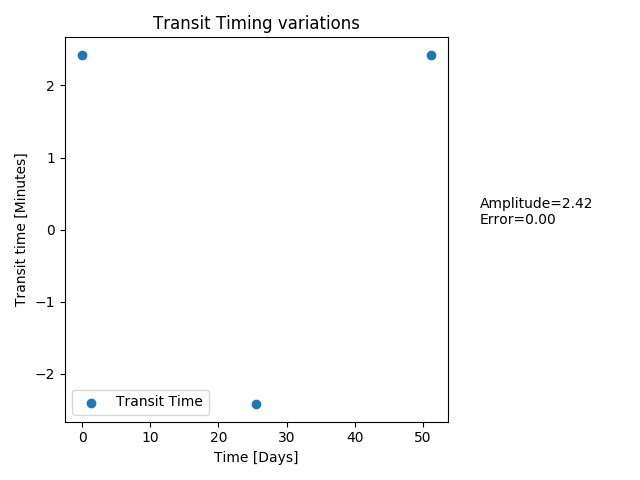 Transit Timing variations
Transit time [Minutes]
2
1
0
−1
−2
Amplitude=2.42
Error=0.00
Transit Time
0 10 20 30 40 50
Time [Days]